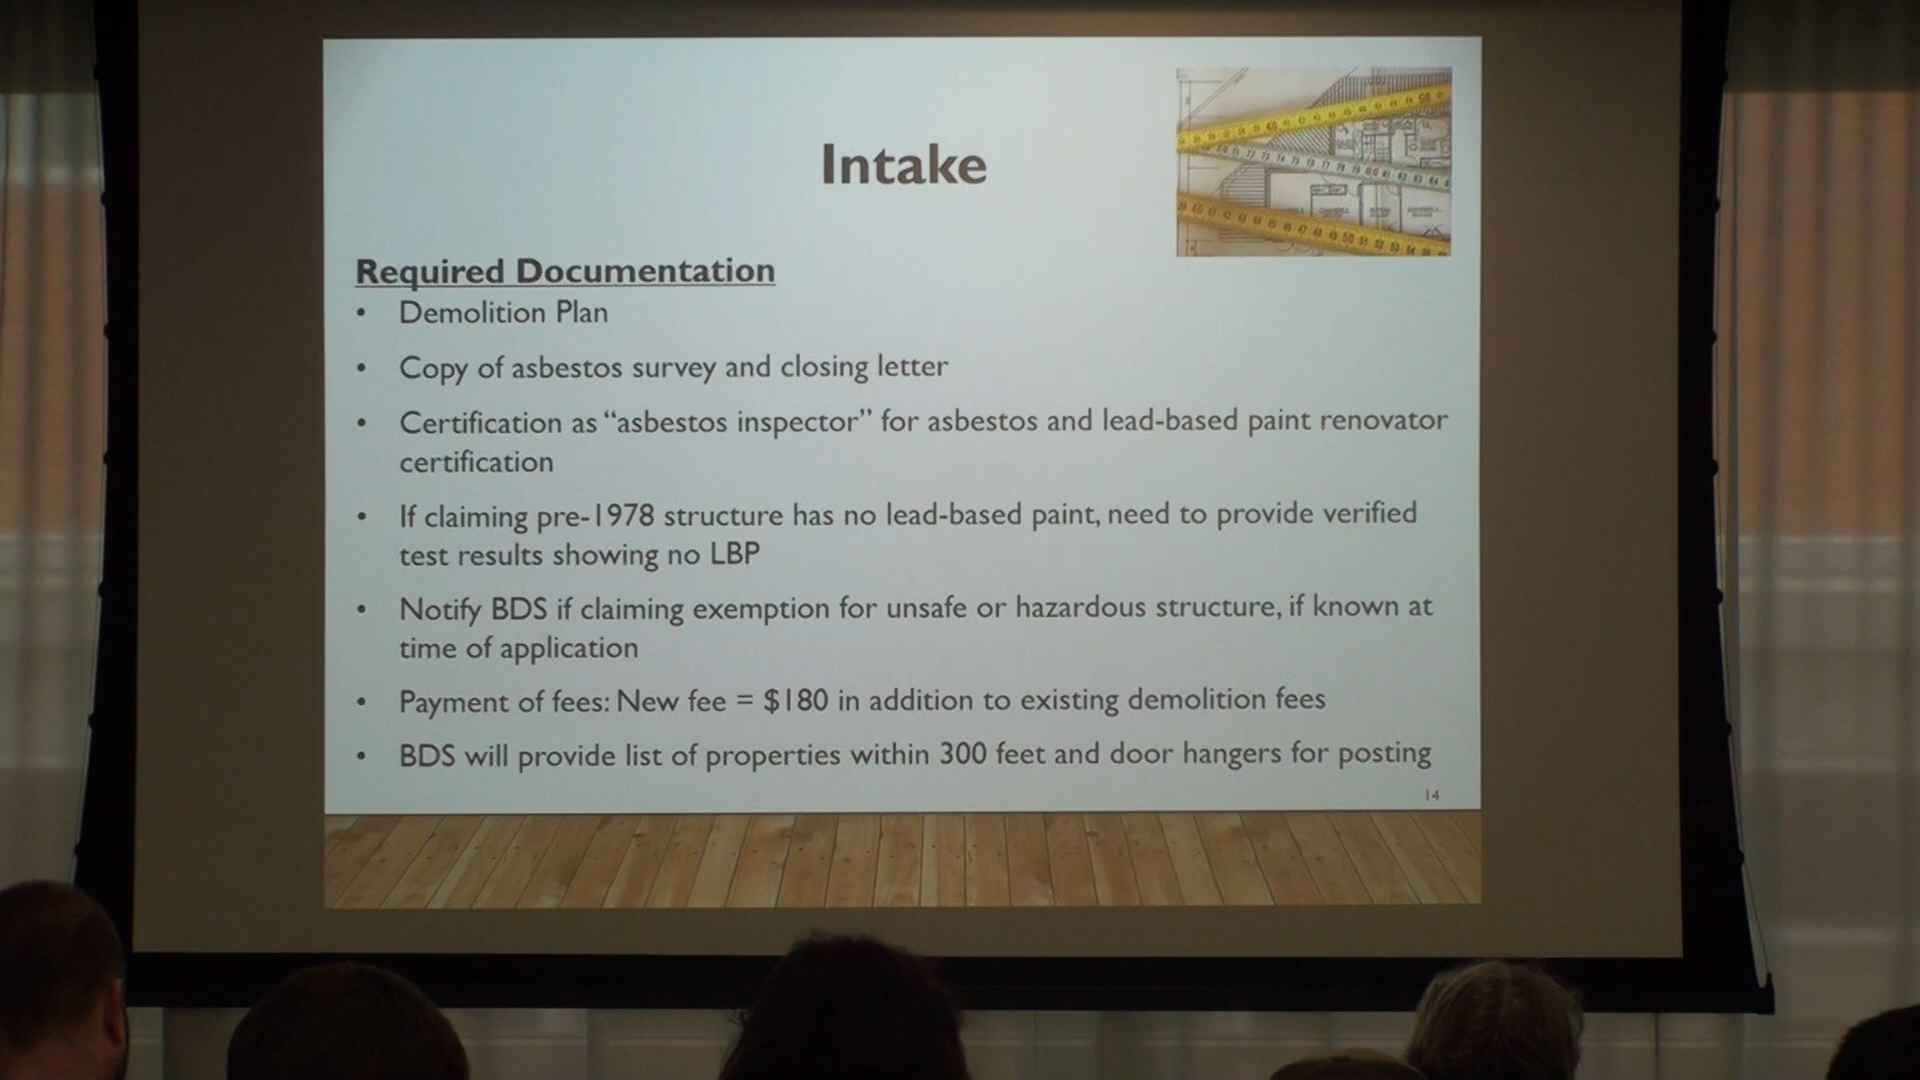 Intake
Required Documentation
• Demolition Plan
• Copy of asbestos survey and closing letter
• Certification as “asbestos inspector” for asbestos and lead-based paint renovator
certification
• If claiming pre-1978 structure has no lead-based paint, need to provide verified
test results showing no LBP
• Notify BDS if claiming exemption for unsafe or hazardous structure, if known at
time of application
• Payment of fees: New fee = $180 in addition to existing demolition fees
• BDS will provide list of properties within 300 feet and door hangers for posting
14